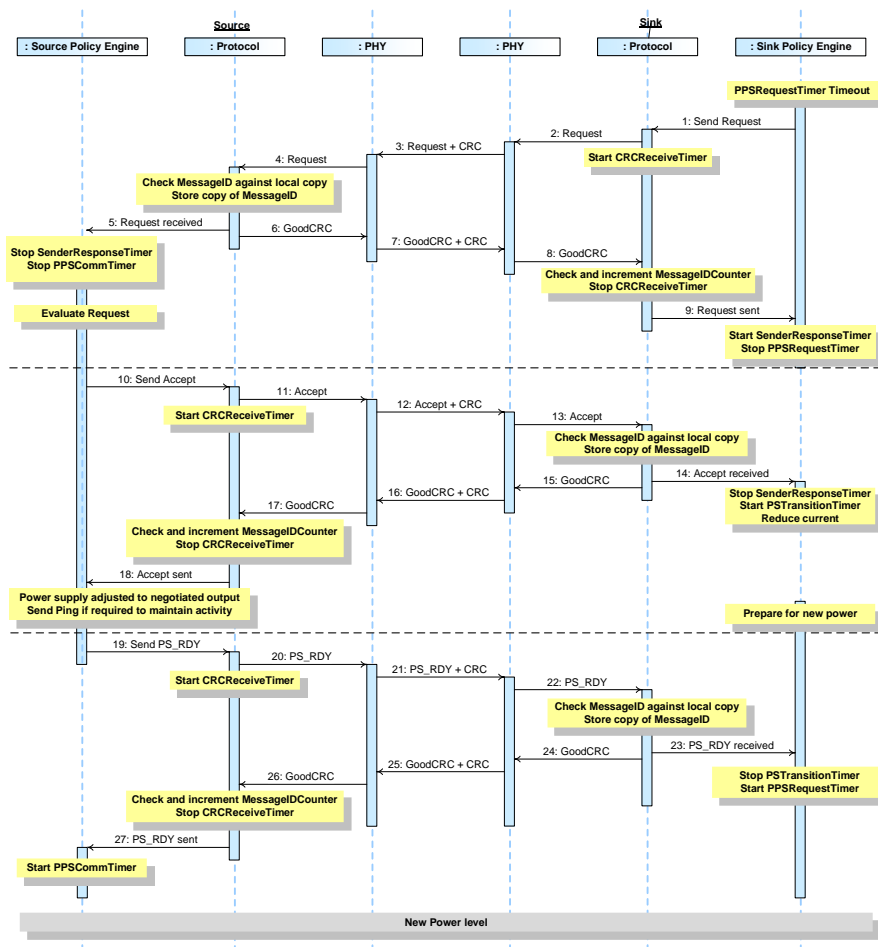 Source
Sink
: Source Policy Engine
: Protocol
: PHY
: PHY
: Protocol
: Sink Policy Engine
PPSRequestTimer Timeout
1: Send Request
2: Request
3: Request + CRC
Start CRCReceiveTimer
4: Request
Check MessageID against local copy
Store copy of MessageID
5: Request received
6: GoodCRC
7: GoodCRC + CRC
8: GoodCRC
Stop SenderResponseTimer
Stop PPSCommTimer
Check and increment MessageIDCounter
Stop CRCReceiveTimer
Evaluate Request
9: Request sent
Start SenderResponseTimer
Stop PPSRequestTimer
10: Send Accept
11: Accept
Start CRCReceiveTimer
12: Accept + CRC
13: Accept
Check MessageID against local copy
Store copy of MessageID
14: Accept received
15: GoodCRC
16: GoodCRC + CRC
17: GoodCRC
Stop SenderResponseTimer
Start PSTransitionTimer
Reduce current
Check and increment MessageIDCounter
Stop CRCReceiveTimer
18: Accept sent
Power supply adjusted to negotiated output
Send Ping if required to maintain activity
Prepare for new power
19: Send PS_RDY
20: PS_RDY
Start CRCReceiveTimer
21: PS_RDY + CRC
22: PS_RDY
Check MessageID against local copy
Store copy of MessageID
23: PS_RDY received
24: GoodCRC
25: GoodCRC + CRC
26: GoodCRC
Stop PSTransitionTimer
Start PPSRequestTimer
Check and increment MessageIDCounter
Stop CRCReceiveTimer
27: PS_RDY sent
Start PPSCommTimer
New Power level